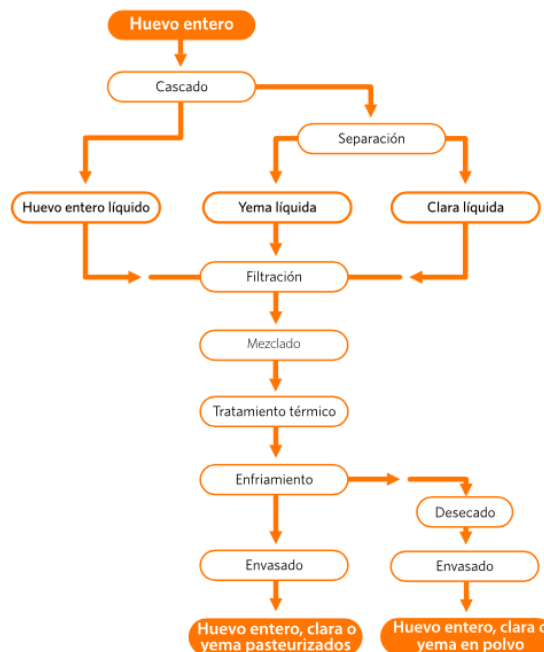 Huevo entero
Cascado
Separación
Huevo entero líquido
Yema líquida
Clara líquida
Filtración
Mezclado
Tratamiento térmico
Enfriamiento
Desecado
Envasado
Envasado
Huevo entero, clara o
yema pasteurizados
Huevo entero, clara o
yema en polvo